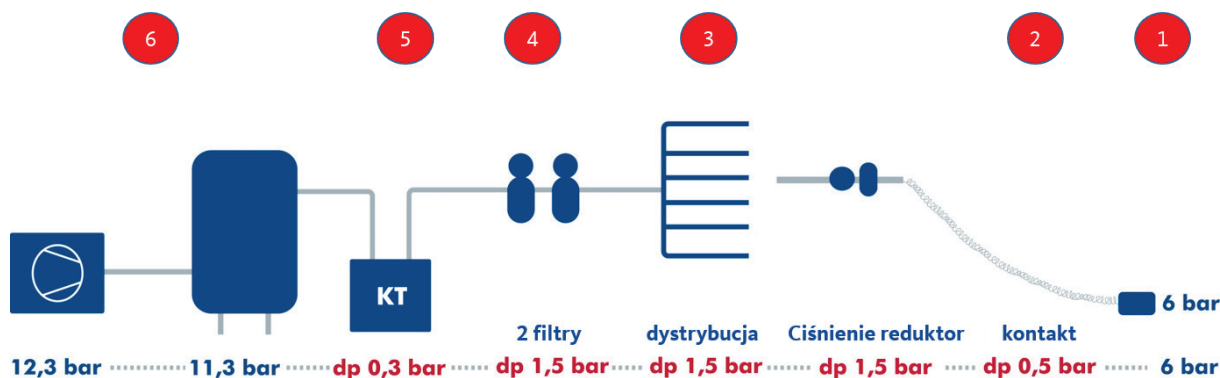 6 5 4 3 2 1
KT
6 bar
2 filtry dystrybucja Ciśnienie reduktor kontakt
12,3 bar 11,3 bar dp 0,3 bar dp 1,5 bar dp 1,5 bar dp 1,5 bar dp 0,5 bar 6 bar